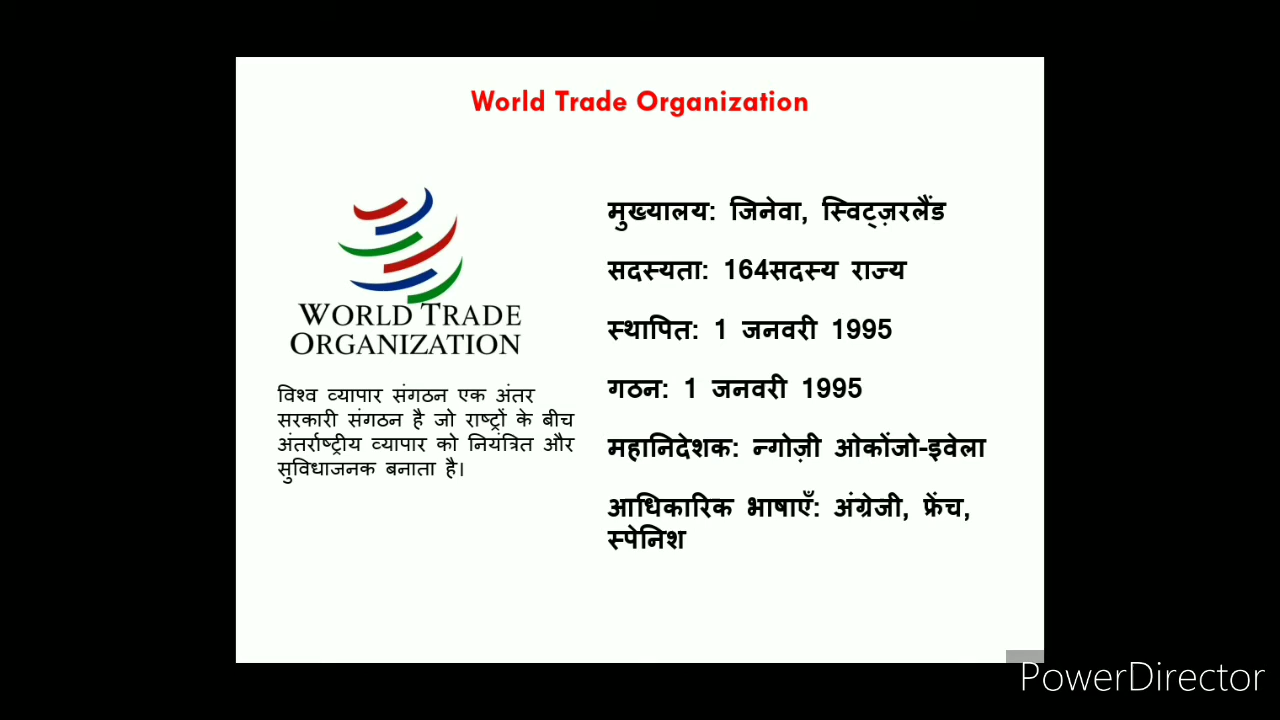 World Trade Organization
WORLD TRADE
ORGANIZATION
विश्व व्यापार संगठन एक अंतर
सरकारी संगठन है जो राष्ट्रों के बीच
अंतर्राष्ट्रीय व्यापार को नियंत्रित और
सुविधाजनक बनाता है।
मुख्यालय: जिनेवा, स्विट्ज़रलैंड
सदस्यता: 164सदस्य राज्य
स्थापित: 1 जनवरी 1995
गठन: 1 जनवरी 1995
महानिदेशक: न्गोज़ी ओकोंजो-इवेला
आधिकारिक भाषाएँ: अंग्रेजी, फ्रेंच,
स्पेनिश
PowerDirector